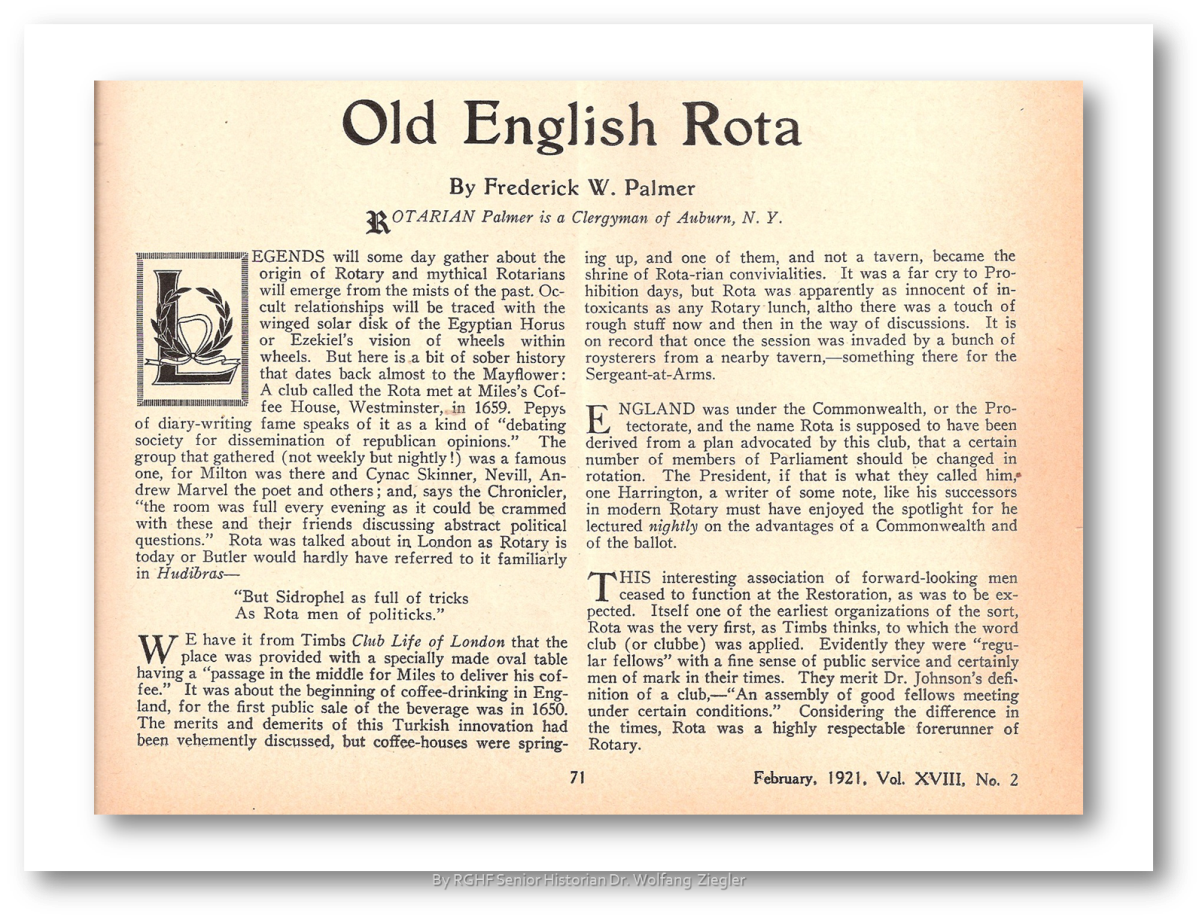 Old English Rota
By Frederick W. Palmer
ROTARIAN Palmer is a Clergyman of Auburn, N. Y.
LEGENDS will some day gather about the
origin of Rotary and mythical Rotarians
will emerge from the mists of the past. Oc-
cult relationships will be traced with the
winged solar disk of the Egyptian Horus
or Ezekiel's vision of wheels within
wheels. But here is a bit of sober history
that dates back almost to the Mayflower:
A club called the Rota met at Miles's Cof-
fee House, Westminster, in 1659. Pepys
of diary-writing fame speaks of it as a kind of "debating
society for dissemination of republican opinions." The
group that gathered (not weekly but nightly!) was a famous
one, for Milton was there and Cynac Skinner, Nevill, An-
drew Marvel the poet and others; and, says the Chronicler,
"the room was full every evening as it could be crammed
with these and their friends discussing abstract political
questions." Rota was talked about in London as Rotary is
today or Butler would hardly have referred to it familiarly
in Hudibras—
"But Sidrophel as full of tricks
As Rota men of politicks."
WE have it from Timbs Club Life of London that the
place was provided with a specially made oval table
having a "passage in the middle for Miles to deliver his cof-
fee." It was about the beginning of coffee-drinking in Eng-
land, for the first public sale of the beverage was in 1650.
The merits and demerits of this Turkish innovation had
been vehemently discussed, but coffee-houses were spring-
ing up, and one of them, and not a tavern, became the
shrine of Rota-rian convivialities. It was a far cry to Pro-
hibition days, but Rota was apparently as innocent of in-
toxicants as any Rotary lunch, altho there was a touch of
rough stuff now and then in the way of discussions. It is
on record that once the session was invaded by a bunch of
roysterers from a nearby tavern,—something there for the
Sergeant-at-Arms.
ENGLAND was under the Commonwealth, or the Pro-
tectorate, and the name Rota is supposed to have been
derived from a plan advocated by this club, that a certain
number of members of Parliament should be changed in
rotation. The President, if that is what they called him,
one Harrington, a writer of some note, like his successors
in modern Rotary must have enjoyed the spotlight for he
lectured nightly on the advantages of a Commonwealth and
of the ballot.
THIS interesting association of forward-looking men
ceased to function at the Restoration, as was to be ex-
pected. Itself one of the earliest organizations of the sort,
Rota was the very first, as Timbs thinks, to which the word
club (or clubbe) was applied. Evidently they were "regu-
lar fellows" with a fine sense of public service and certainly
men of mark in their times. They merit Dr. Johnson's defi-
nition of a club,—"An assembly of good fellows meeting
under certain conditions." Considering the difference in
the times, Rota was a highly respectable forerunner of
Rotary.
71
February, 1921, Vol. XVIII, No. 2
By RGHF Senior Historian Dr. Wolfang Ziegler